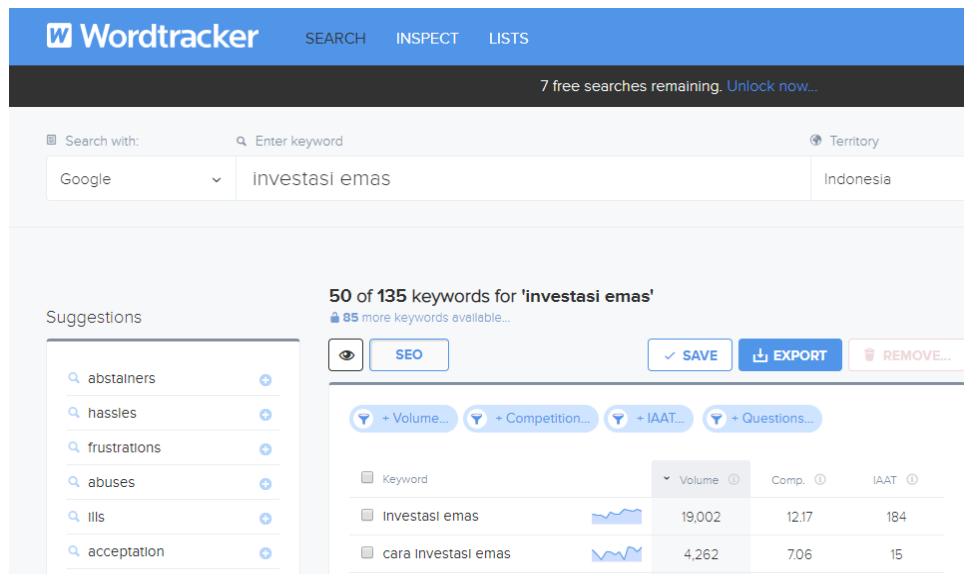 W Wordtracker SEARCH INSPECT LISTS
7 free searches remaining. Unlock now...
Search with: Enter keyword Territory
Google investasi emas Indonesia
50 of 135 keywords for 'investasi emas'
85 more keywords available...
Suggestions
SEO SAVE EXPORT REMOVE...
abstainers
hassles
frustrations
abuses
ills
acceptation
+ Volume... + Competition... + IAAT... + Questions...
Keyword Volume Comp. IAAT
investasi emas 19,002 12.17 184
cara investasi emas 4,262 7.06 15